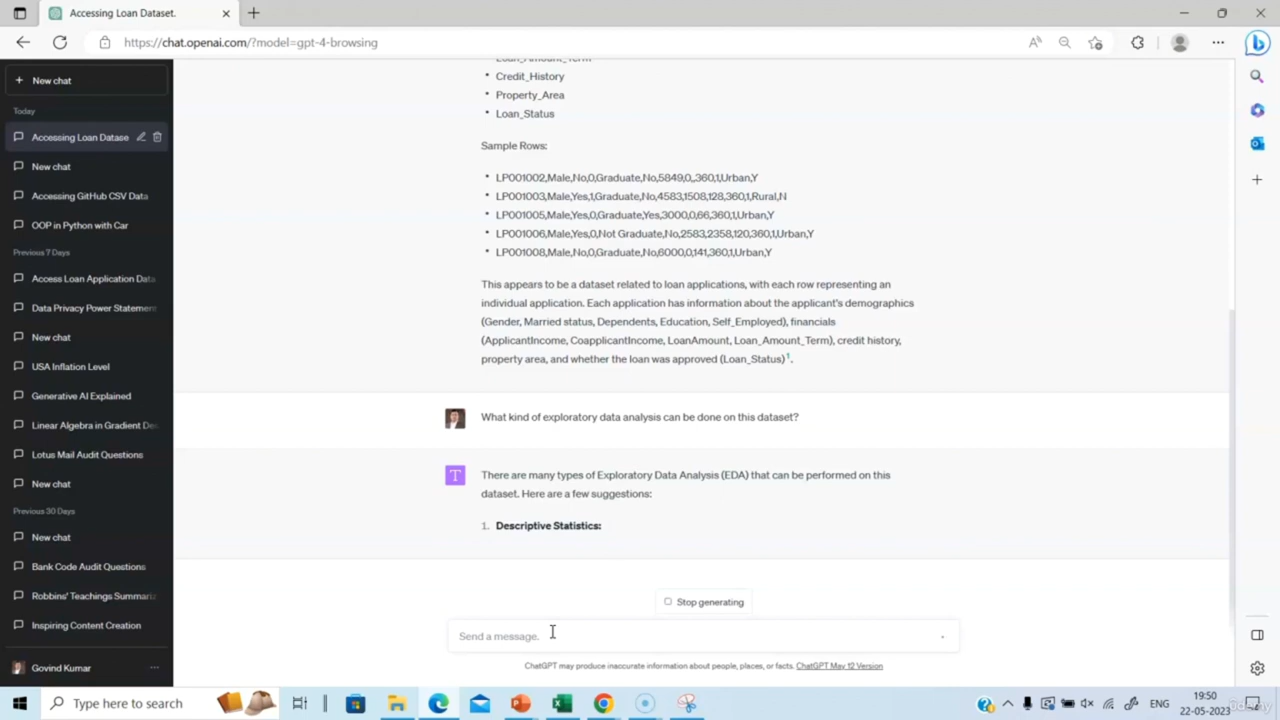 Accessing Loan Dataset.
https://chat.openai.com/?model=gpt-4-browsing
New chat
Today
Accessing Loan Datase
New chat
Accessing GitHub CSV Data
OOP in Python with Car
Previous 7 Days
Access Loan Application Data
Data Privacy Power Statement
New chat
USA Inflation Level
Generative AI Explained
Linear Algebra in Gradient Des
Lotus Mail Audit Questions
New chat
Previous 30 Days
New chat
Bank Code Audit Questions
Robbins' Teachings Summariz
Inspiring Content Creation
Govind Kumar
Loan_Amount_Term
Credit_History
Property_Area
Loan_Status
Sample Rows:
LP001002,Male,No,0,Graduate,No,5849,0,,360,1,Urban,Y
LP001003,Male,Yes,1,Graduate,No,4583,1508,128,360,1,Rural,N
LP001005,Male,Yes,0,Graduate,Yes,3000,0,66,360,1,Urban,Y
LP001006,Male,Yes,0,Not Graduate,No,2583,2358,120,360,1,Urban,Y
LP001008,Male,No,0,Graduate,No,6000,0,141,360,1,Urban,Y
This appears to be a dataset related to loan applications, with each row representing an
individual application. Each application has information about the applicant's demographics
(Gender, Married status, Dependents, Education, Self_Employed), financials
(ApplicantIncome, CoapplicantIncome, LoanAmount, Loan_Amount_Term), credit history,
property area, and whether the loan was approved (Loan_Status)1.
What kind of exploratory data analysis can be done on this dataset?
T
There are many types of Exploratory Data Analysis (EDA) that can be performed on this
dataset. Here are a few suggestions:
1. Descriptive Statistics:
Stop generating
Send a message.
ChatGPT may produce inaccurate information about people, places, or facts. ChatGPT May 12 Version
Type here to search
ENG
19:50
22-05-2023
Udemy